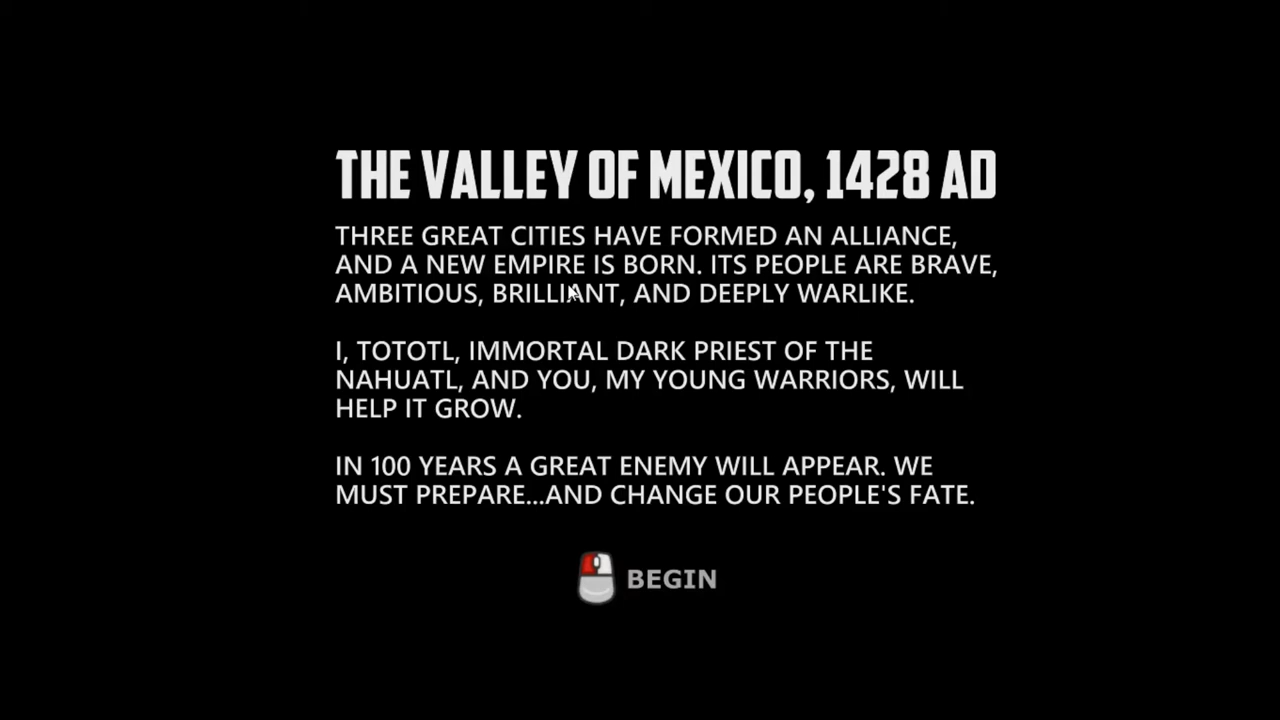 THE VALLEY OF MEXICO, 1428 AD
THREE GREAT CITIES HAVE FORMED AN ALLIANCE,
AND A NEW EMPIRE IS BORN. ITS PEOPLE ARE BRAVE,
AMBITIOUS, BRILLIANT, AND DEEPLY WARLIKE.
I, TOTOTL, IMMORTAL DARK PRIEST OF THE
NAHUATL, AND YOU, MY YOUNG WARRIORS, WILL
HELP IT GROW.
IN 100 YEARS A GREAT ENEMY WILL APPEAR. WE
MUST PREPARE...AND CHANGE OUR PEOPLE'S FATE.
BEGIN